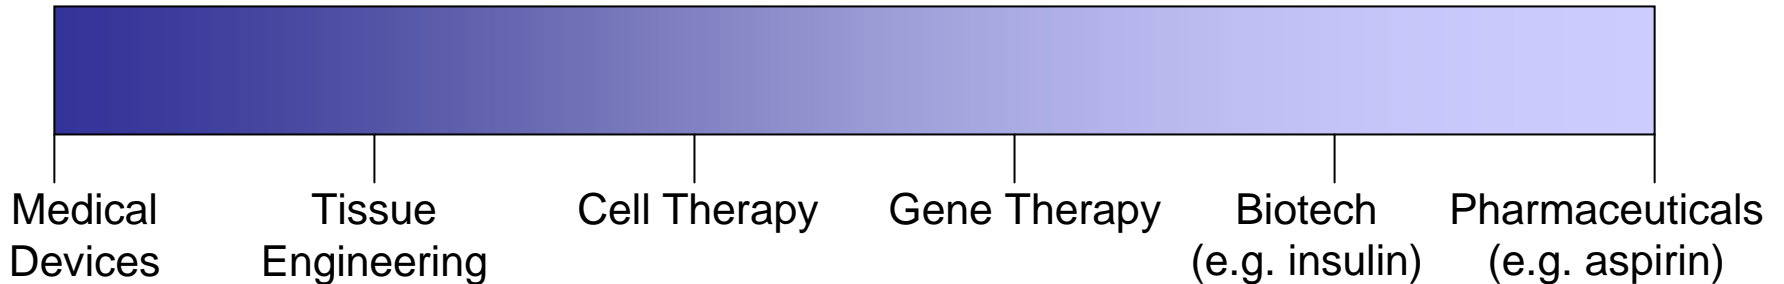 Medical
Devices
Tissue
Engineering
Cell Therapy
Gene Therapy
Biotech
(e.g. insulin)
Pharmaceuticals
(e.g. aspirin)